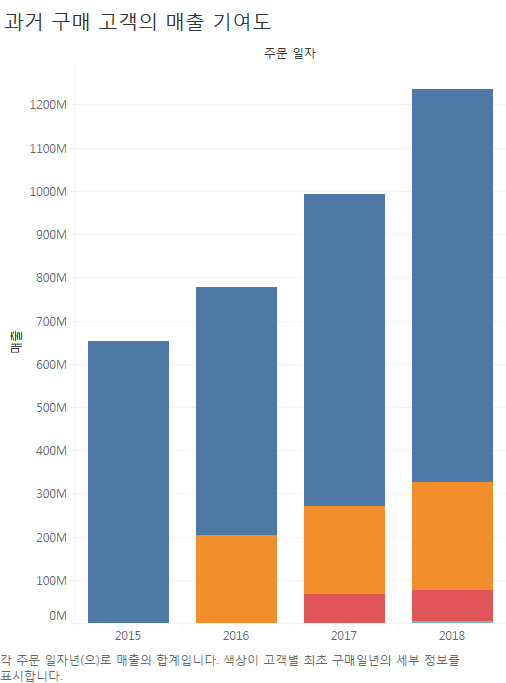 과거 구매 고객의 매출 기여도
주문 일자
1200M
1100M
1000M
900M
800M
700M
600M
500M
400M
300M
200M
100M
0M
매출
2015 2016 2017 2018
각 주문 일자년(으)로 매출의 합계입니다. 색상이 고객별 최초 구매일년의 세부 정보를
표시합니다.